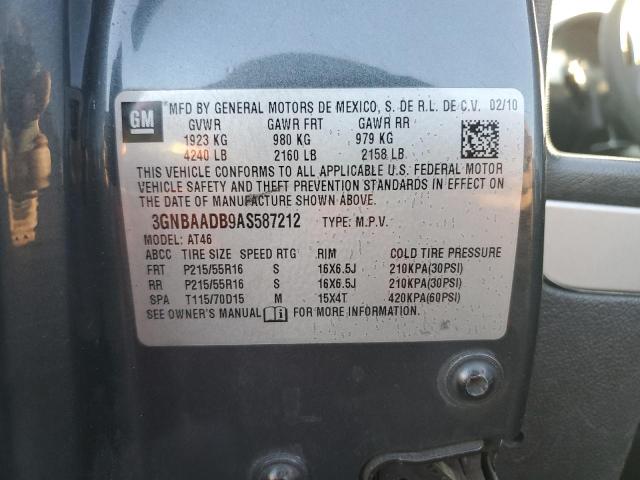 GM
MFD BY GENERAL MOTORS DE MEXICO, S. DE R.L. DE C.V. 02/10
GVWR GAWR FRT GAWR RR
1923 KG 980 KG 979 KG
4240 LB 2160 LB 2158 LB
THIS VEHICLE CONFORMS TO ALL APPLICABLE U.S. FEDERAL MOTOR
VEHICLE SAFETY AND THEFT PREVENTION STANDARDS IN EFFECT ON
THE DATE OF MANUFACTURE SHOWN ABOVE.
3GNBAADB9AS587212 TYPE: M.P.V.
MODEL: AT46
ABCC TIRE SIZE SPEED RTG RIM COLD TIRE PRESSURE
FRT P215/55R16 S 16X6.5J 210KPA(30PSI)
RR P215/55R16 S 16X6.5J 210KPA(30PSI)
SPA T115/70D15 M 15X4T 420KPA(60PSI)
SEE OWNER'S MANUAL FOR MORE INFORMATION.